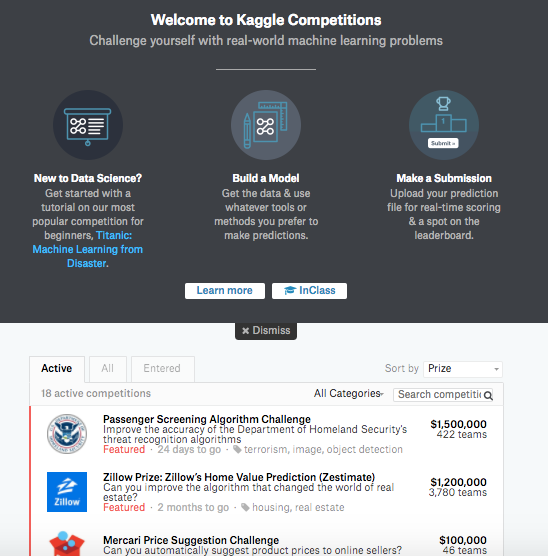 Welcome to Kaggle Competitions
Challenge yourself with real-world machine learning problems
New to Data Science?
Get started with a
tutorial on our most
popular competition for
beginners, Titanic:
Machine Learning from
Disaster.
Build a Model
Get the data & use
whatever tools or
methods you prefer to
make predictions.
1
Submit »
Make a Submission
Upload your prediction
file for real-time scoring
& a spot on the
leaderboard.
Learn more
InClass
× Dismiss
Active
All
Entered
Sort by
Prize
18 active competitions
All Categories
Search competiti
Passenger Screening Algorithm Challenge
Improve the accuracy of the Department of Homeland Security's
threat recognition algorithms
Featured · 24 days to go · terrorism, image, object detection
$1,500,000
422 teams
Zillow
Zillow Prize: Zillow's Home Value Prediction (Zestimate)
Can you improve the algorithm that changed the world of real
estate?
Featured · 2 months to go · housing, real estate
$1,200,000
3,780 teams
Mercari Price Suggestion Challenge
Can you automatically suggest product prices to online sellers?
$100,000
46 teams